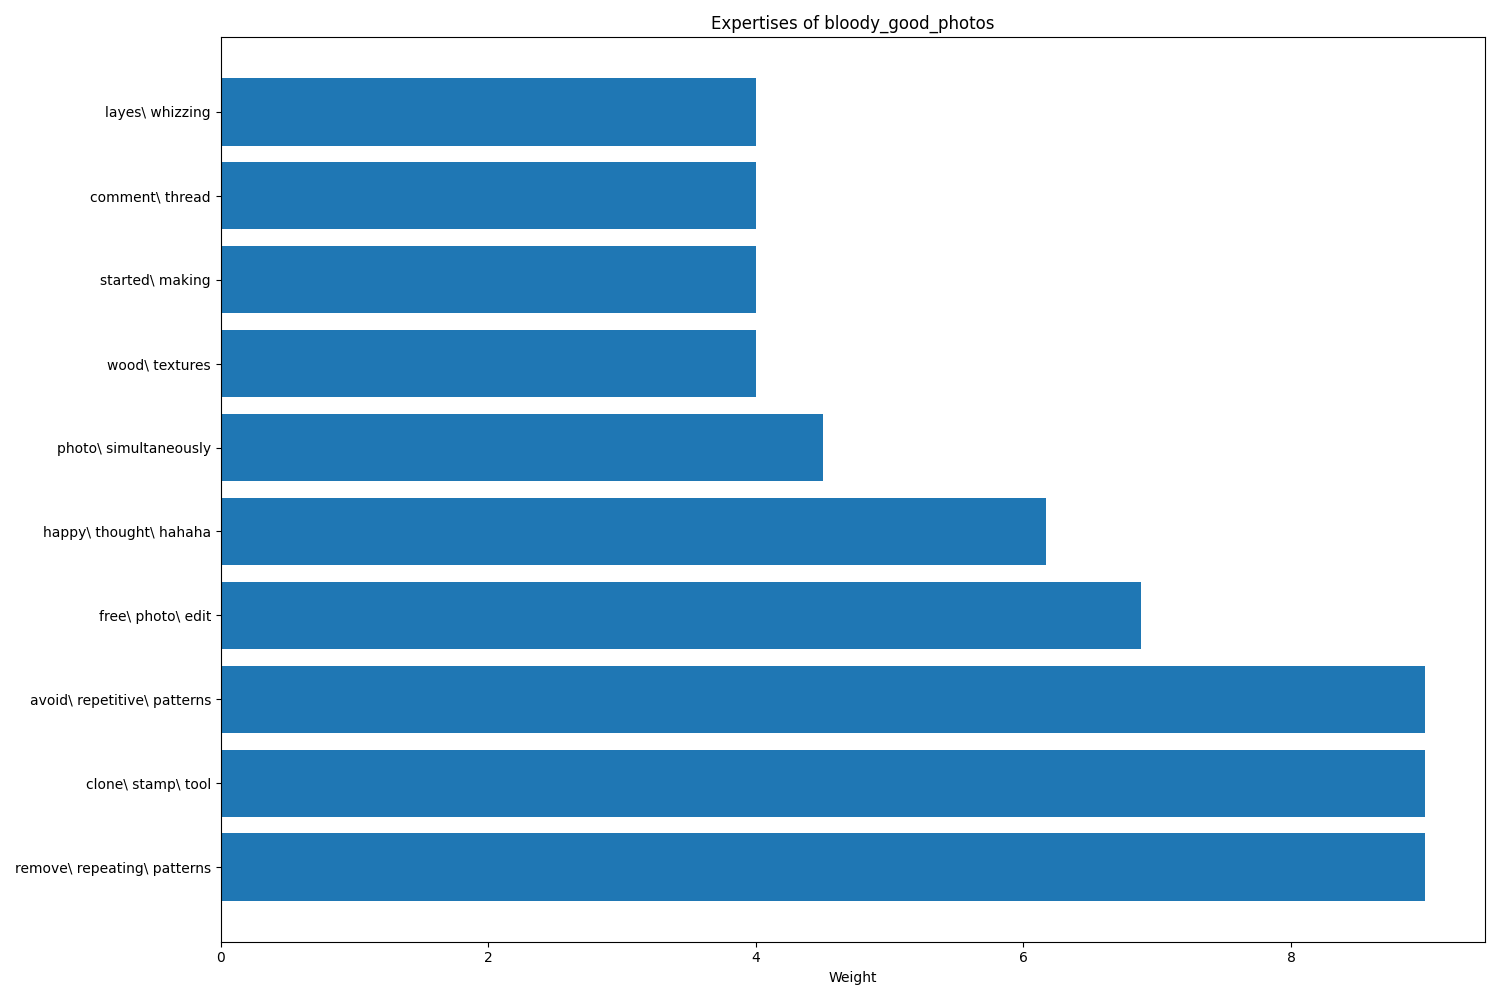 Expertises of bloody_good_photos
layes\ whizzing
comment\ thread
started\ making
wood\ textures
photo\ simultaneously
happy\ thought\ hahaha
free\ photo\ edit
avoid\ repetitive\ patterns
clone\ stamp\ tool
remove\ repeating\ patterns
0 2 4 6 8
Weight